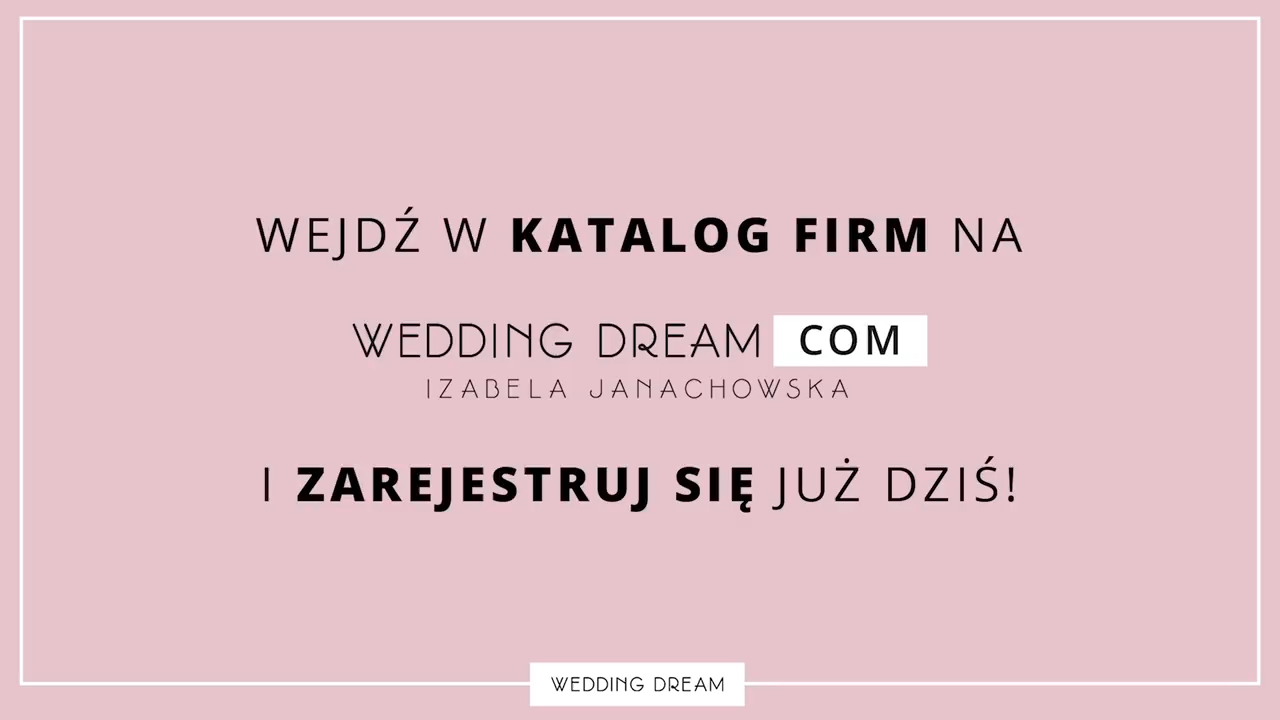 WEJDŹ W KATALOG FIRM NA
WEDDING DREAM COM
IZABELA JANACHOWSKA
I ZAREJESTRUJ SIĘ JUŻ DZIŚ!
WEDDING DREAM